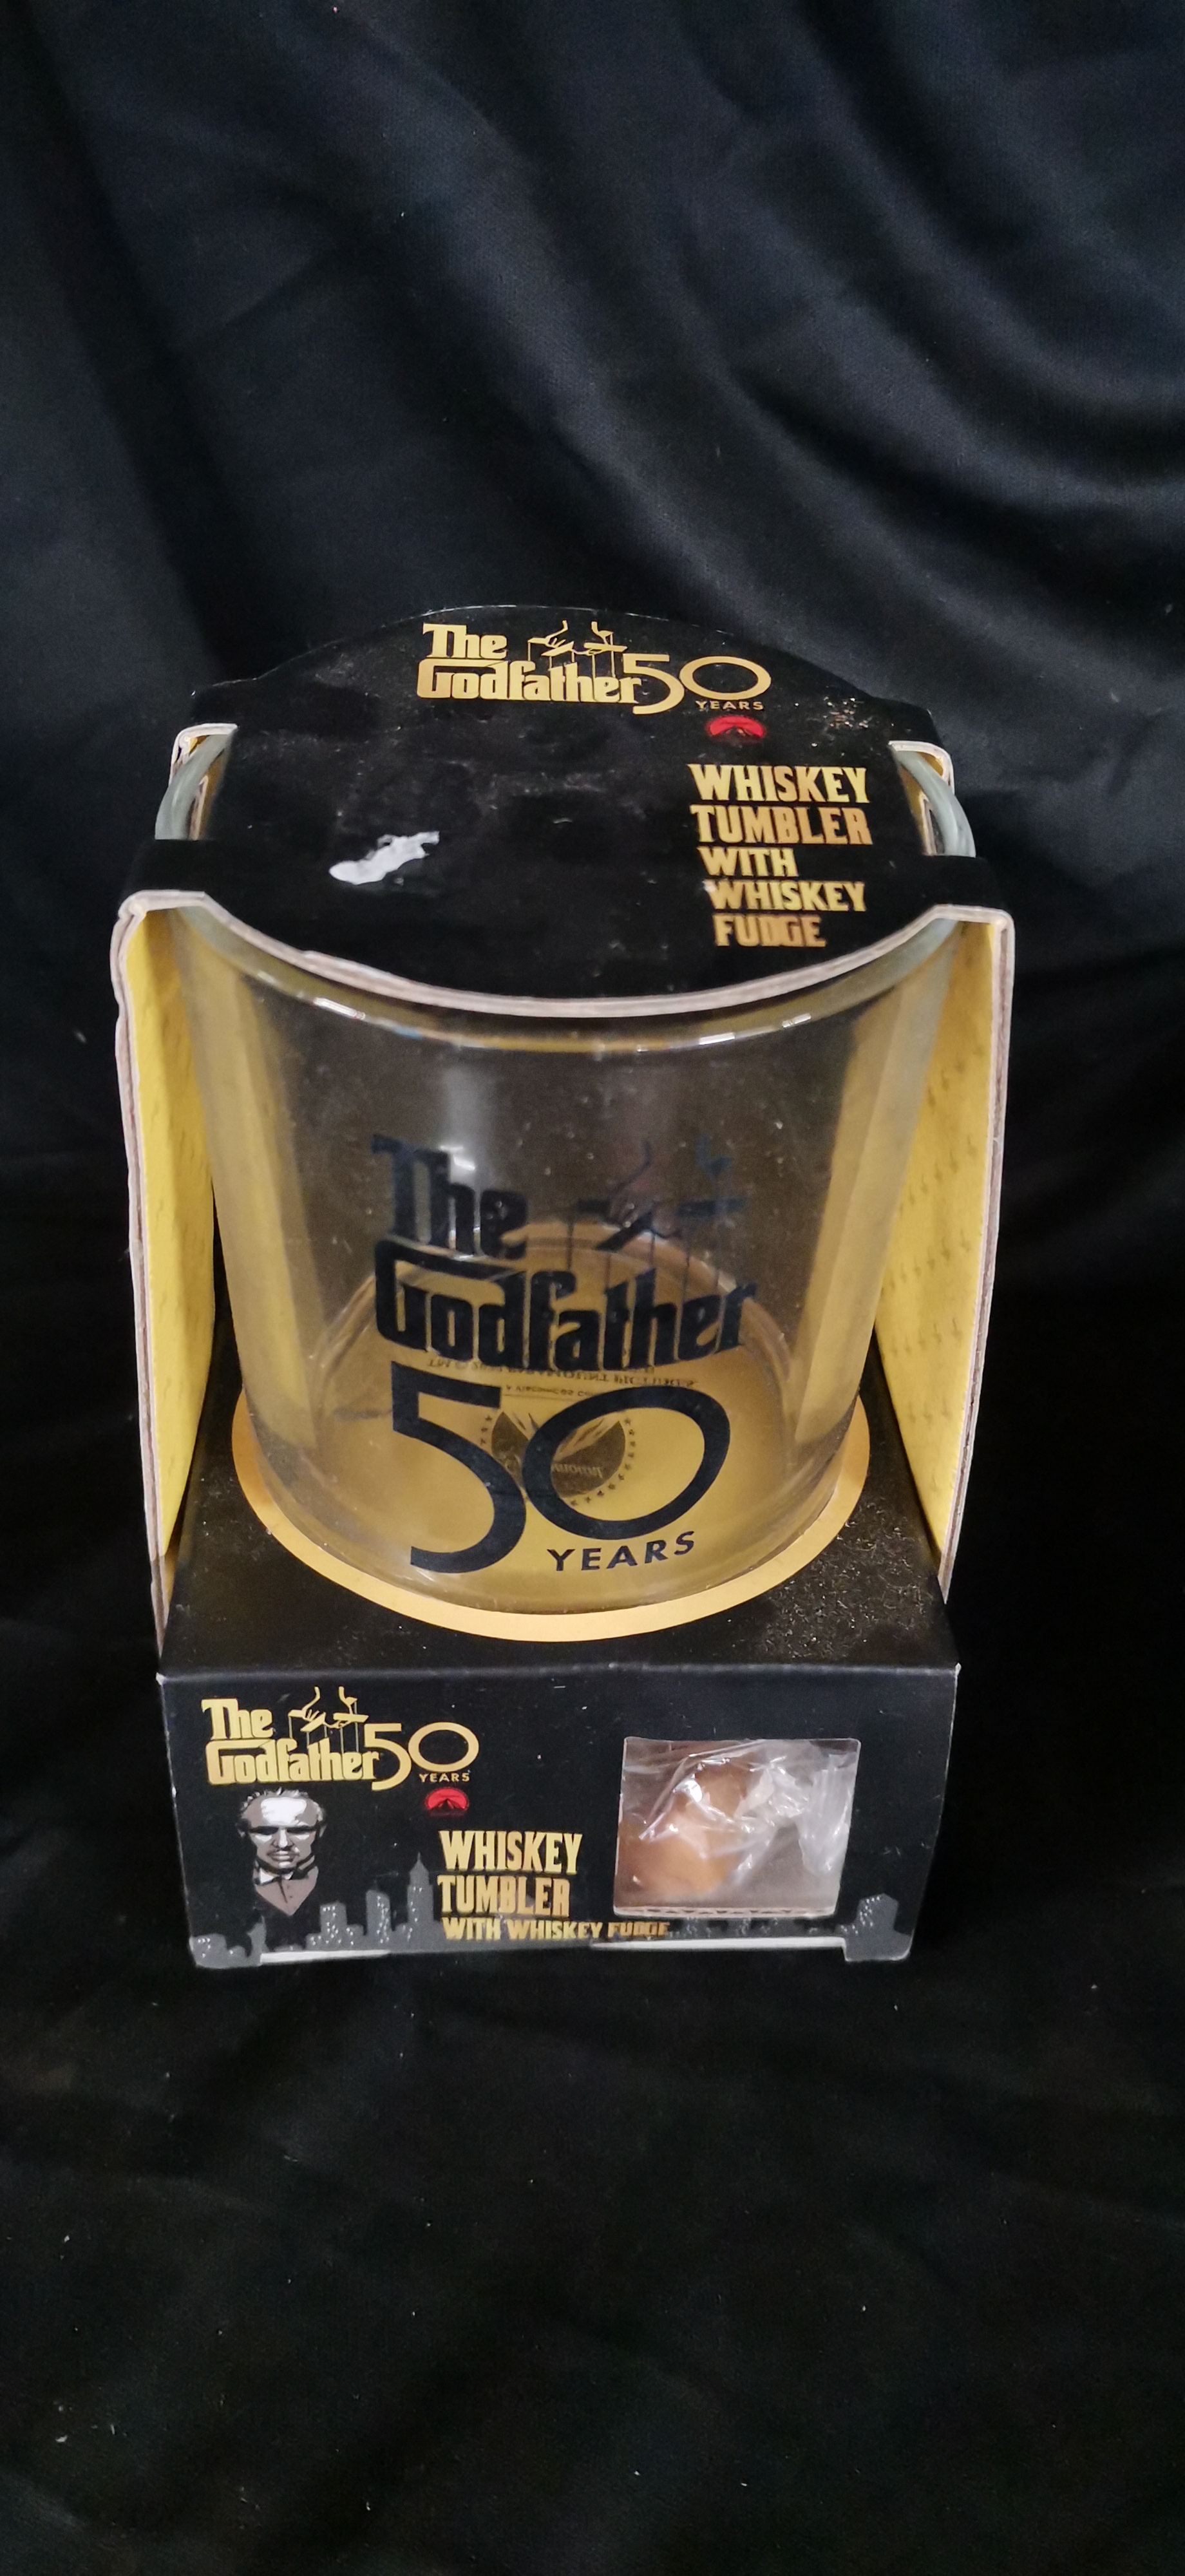 The
Godfather 50
YEARS
WHISKEY
TUMBLER
WITH
WHISKEY
FUDGE
The
Godfather
50
YEARS
The
Godfather 50
YEARS
WHISKEY
TUMBLER
WITH WHISKEY FUDGE